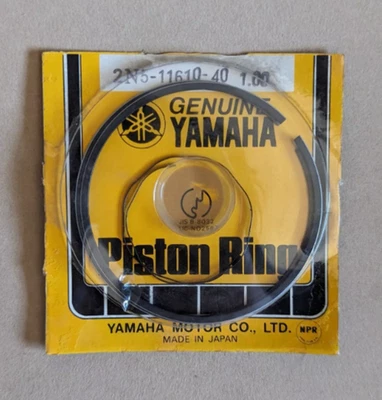 2N5-11610-40 1.00
GENUINE
YAMAHA
Piston Ring
YAMAHA MOTOR CO., LTD.
MADE IN JAPAN
NPR